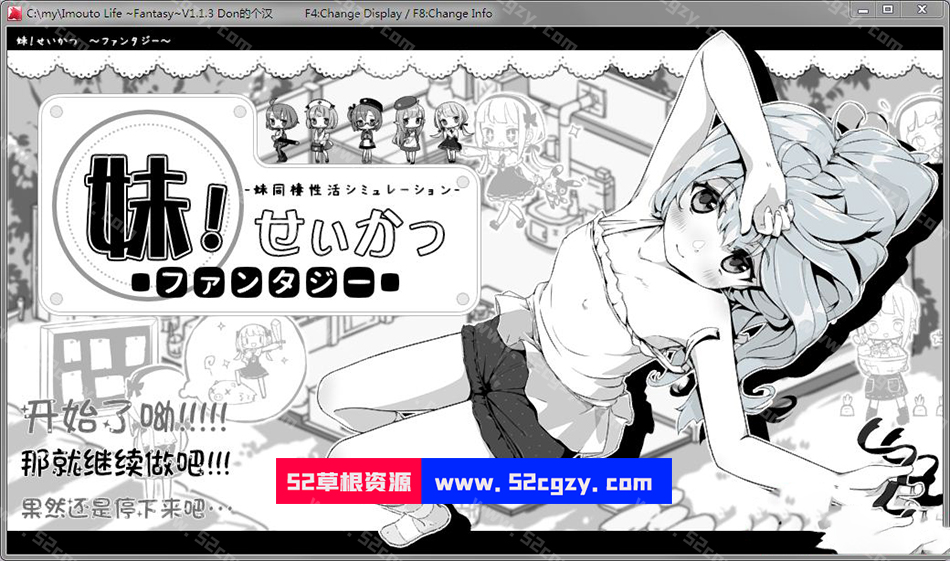 C:\my\Imouto Life ~Fantasy~V1.1.3 Don的个汉 F4:Change Display / F8:Change Info
妹!せいかつ ~ファンタジー~
-妹同棲性活シミュレーション-
妹!せいかつ
ファンタジー
开始了呦!!!!!
那就继续做吧!!!
果然还是停下来吧…
52草根资源 www.52cgzy.com